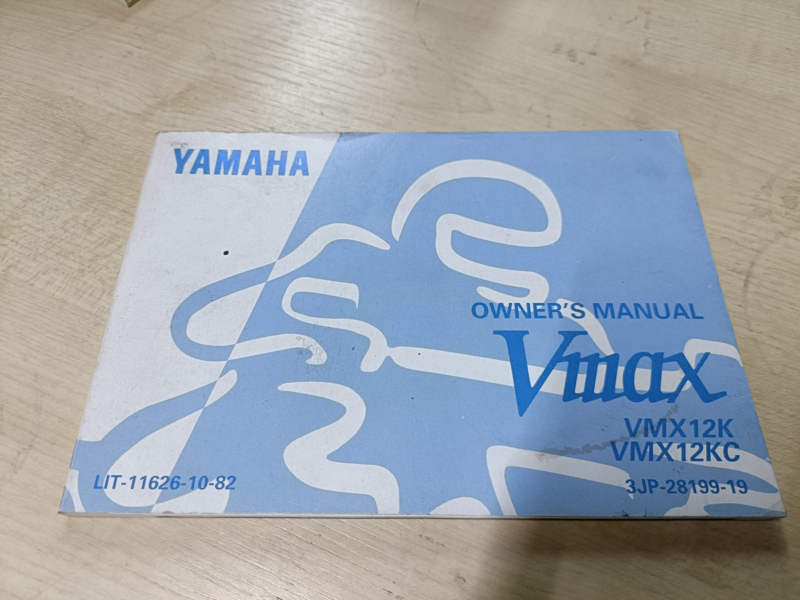 YAMAHA
OWNER'S MANUAL
Vmax
VMX12K
VMX12KC
LIT-11626-10-82
3JP-28199-19